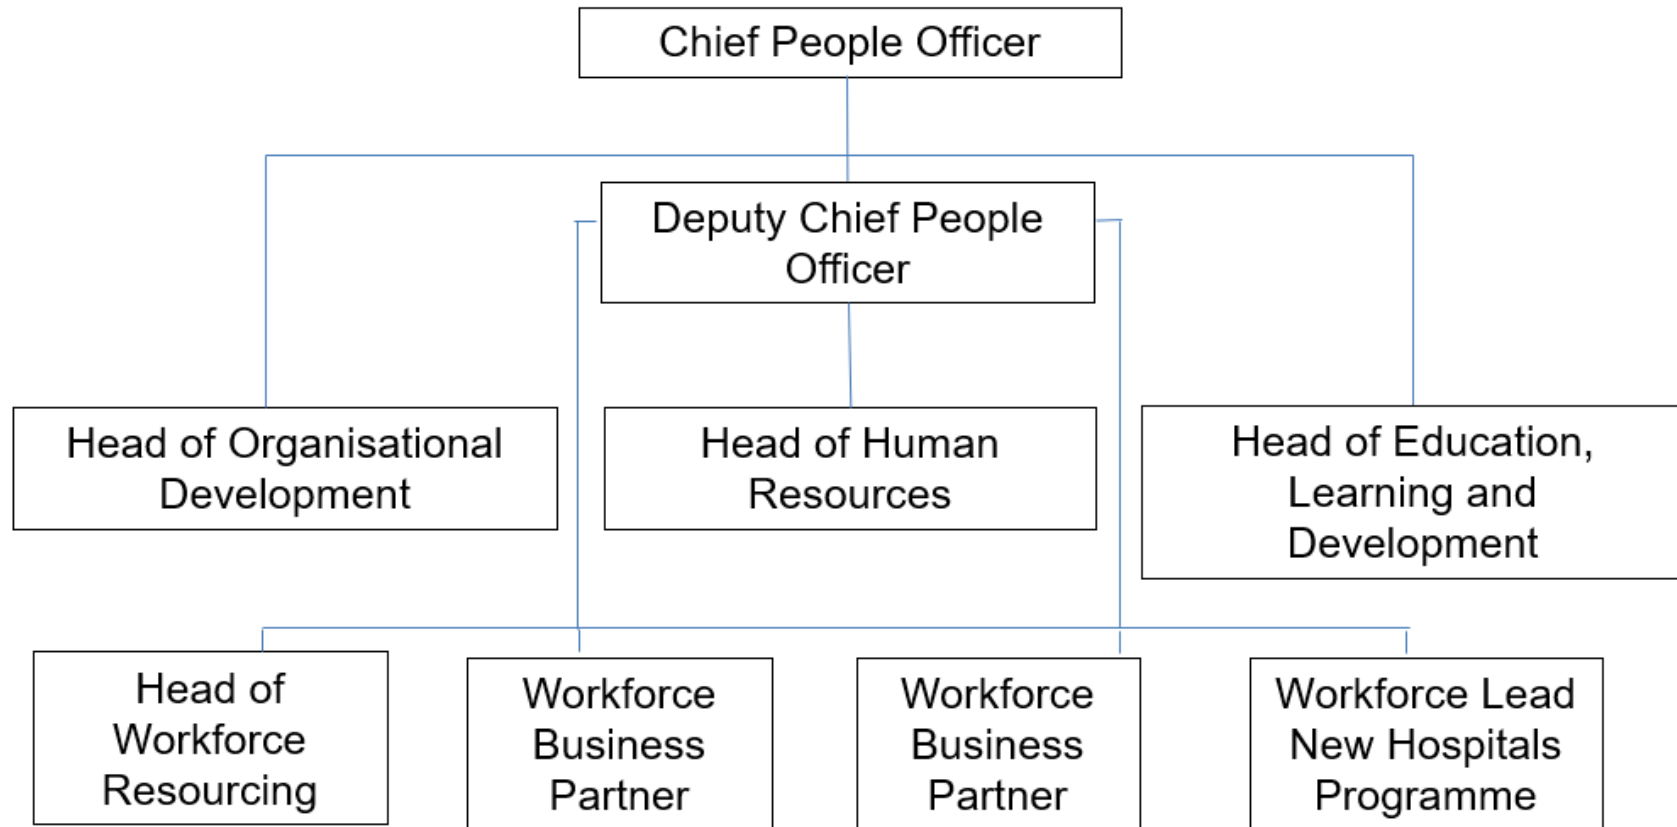 Chief People Officer
Deputy Chief People
Officer
Head of Organisational
Development
Head of Human
Resources
Head of Education,
Learning and
Development
Head of
Workforce
Resourcing
Workforce
Business
Partner
Workforce
Business
Partner
Workforce Lead
New Hospitals
Programme